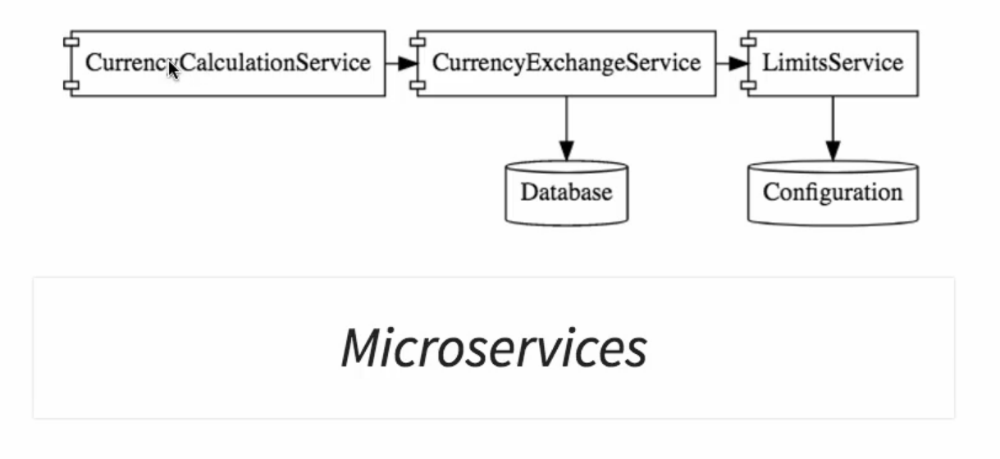 CurrencyCalculationService
CurrencyExchangeService
LimitsService
Database
Configuration
Microservices